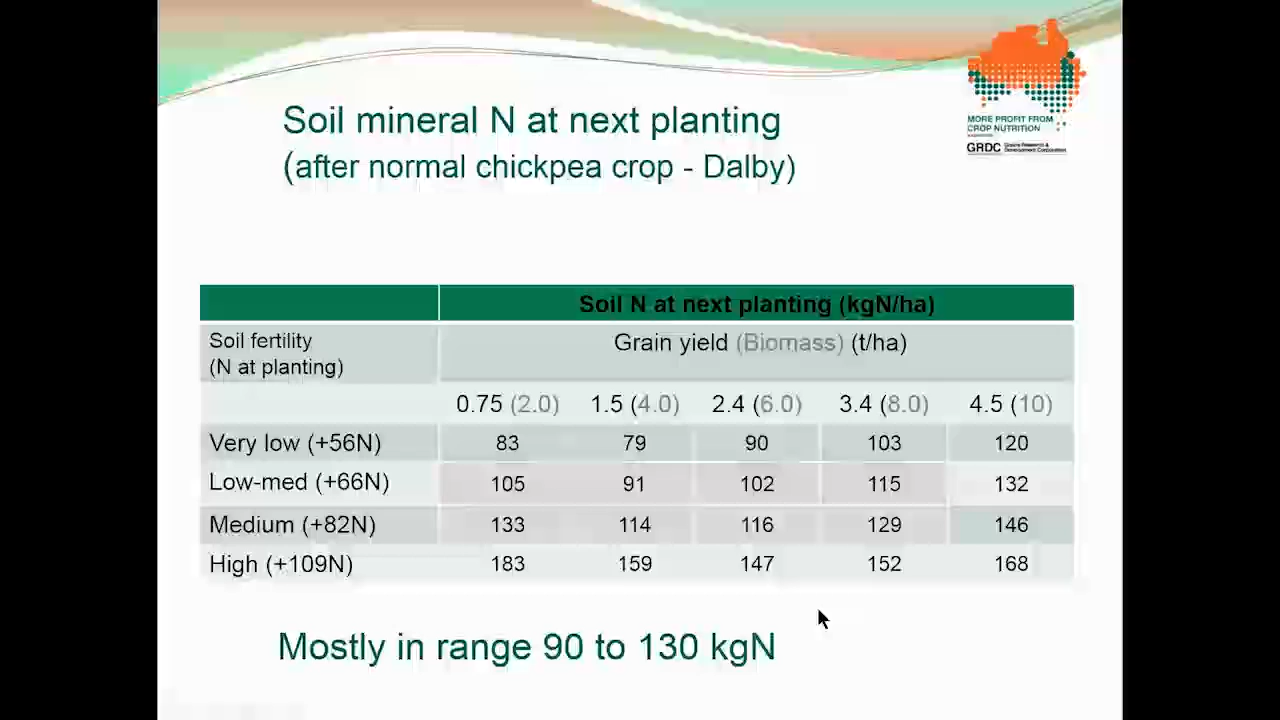 Soil mineral N at next planting
(after normal chickpea crop - Dalby)
MORE PROFIT FROM
CROP NUTRITION
GRDC Grains Research & Development Corporation
Soil N at next planting (kgN/ha)
Soil fertility
(N at planting)
Grain yield (Biomass) (t/ha)
0.75 (2.0) 1.5 (4.0) 2.4 (6.0) 3.4 (8.0) 4.5 (10)
Very low (+56N) 83 79 90 103 120
Low-med (+66N) 105 91 102 115 132
Medium (+82N) 133 114 116 129 146
High (+109N) 183 159 147 152 168
Mostly in range 90 to 130 kgN